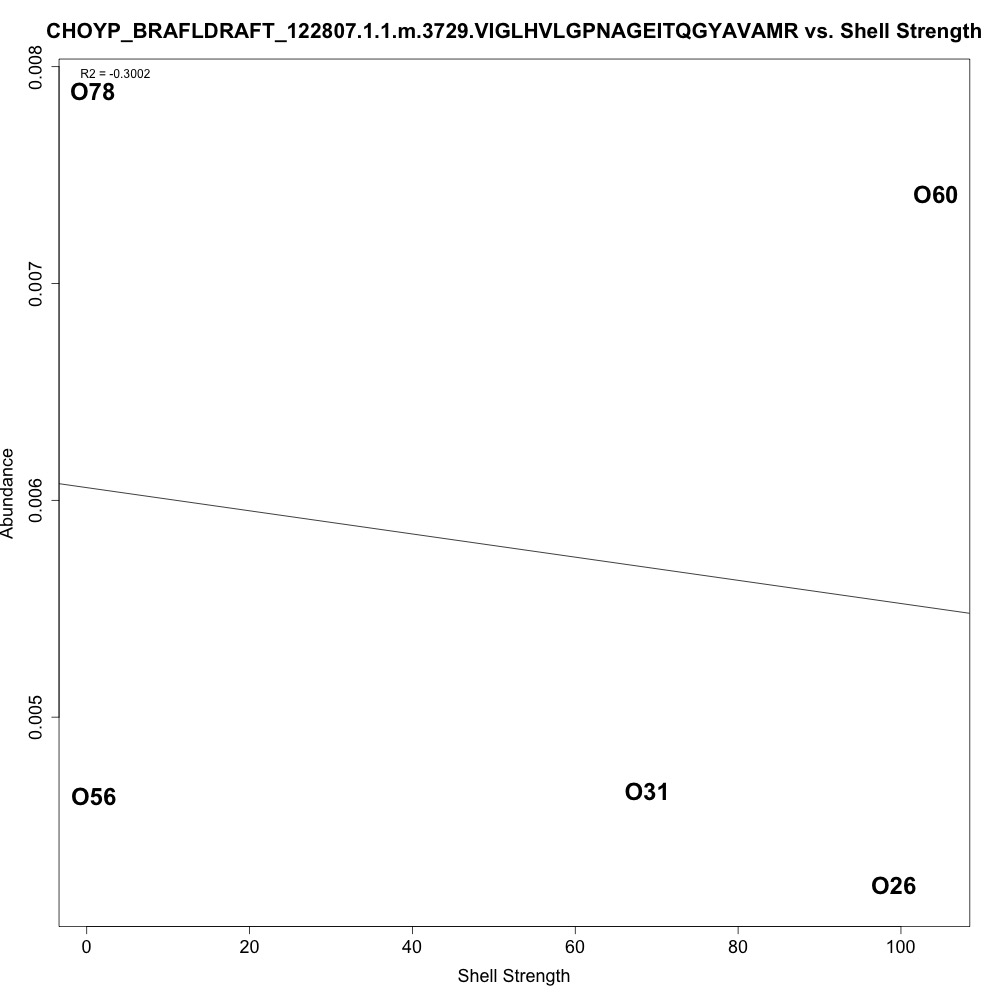 CHOYP_BRAFLDRAFT_122807.1.1.m.3729.VIGLHVLGPNAGEITQGYAVAMR vs. Shell Strength
R2 = -0.3002
O78
O60
O56
O31
O26
0.008
0.007
0.006
0.005
Abundance
0 20 40 60 80 100
Shell Strength